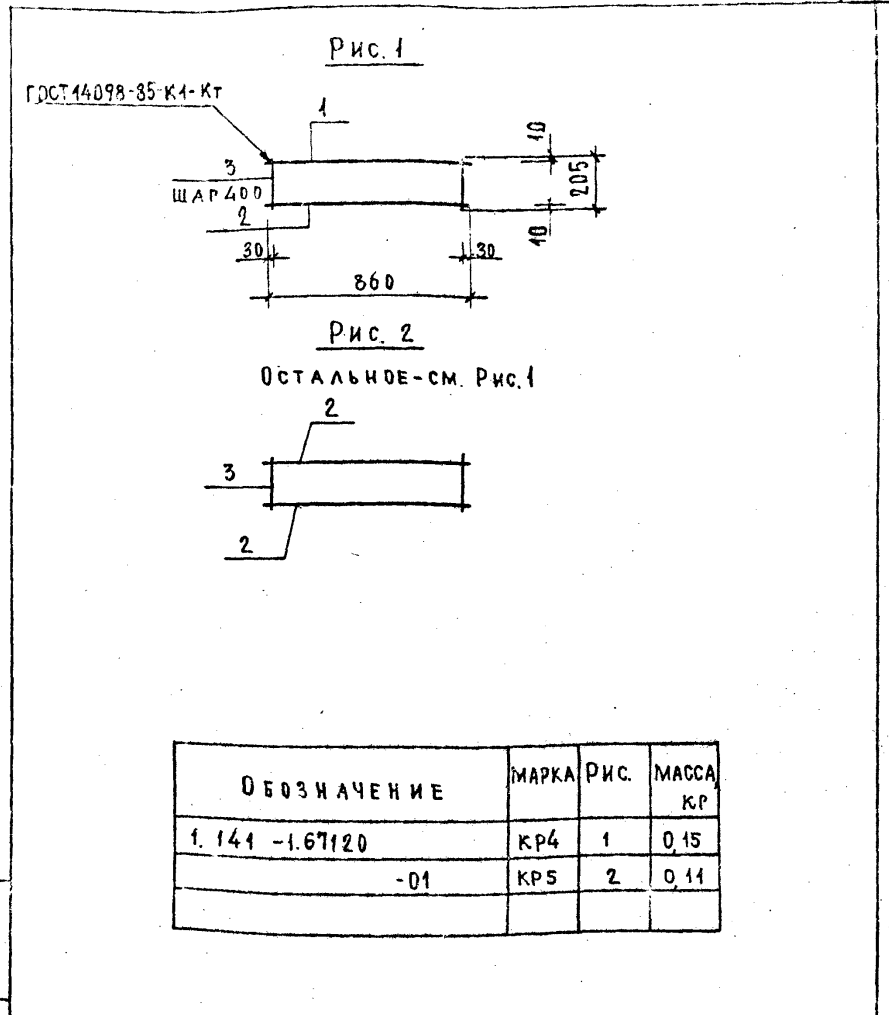 Рис. 1
ГОСТ 14098-85-К1-Кт
1
10
3
ШАГ 400
205
2
10
30
30
860
Рис. 2
ОСТАЛЬНОЕ-СМ. Рис. 1
2
3
2
ОБОЗНАЧЕНИЕ МАРКА РИС. МАССА, КГ
1. 141 -1.67120 КР4 1 0,15
-01 КР5 2 0,11